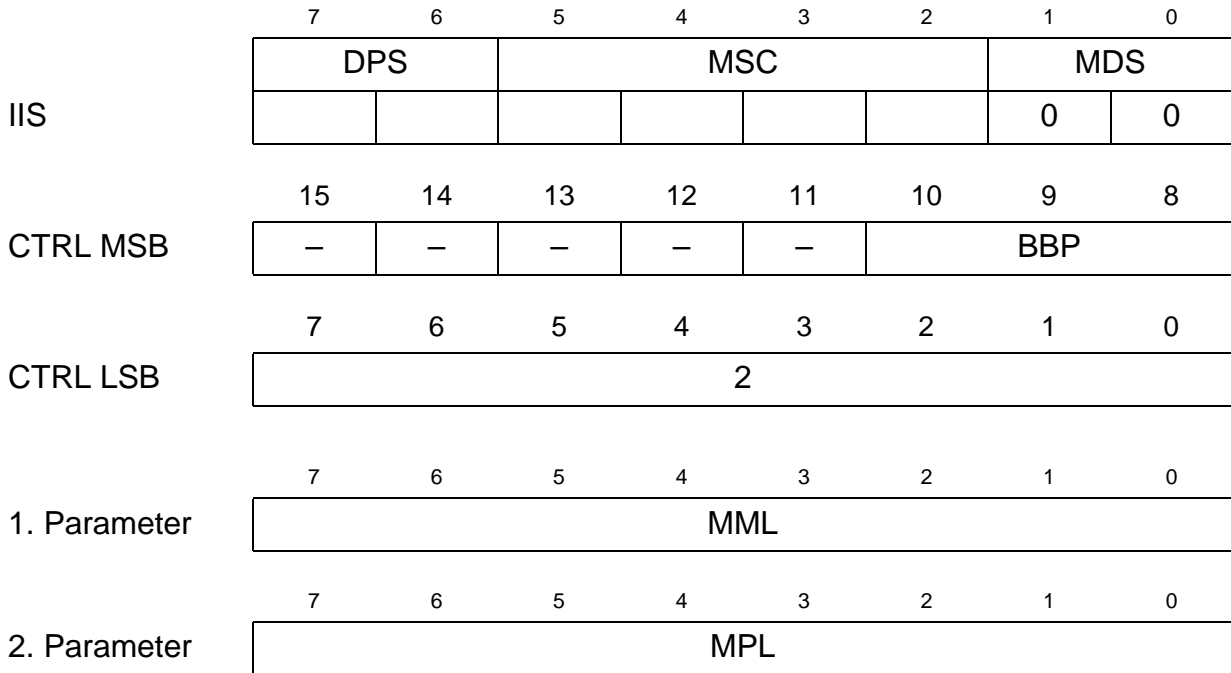 7 6 5 4 3 2 1 0
DPS MSC MDS
IIS 0 0
15 14 13 12 11 10 9 8
CTRL MSB – – – – – BBP
7 6 5 4 3 2 1 0
CTRL LSB 2
7 6 5 4 3 2 1 0
1. Parameter MML
7 6 5 4 3 2 1 0
2. Parameter MPL